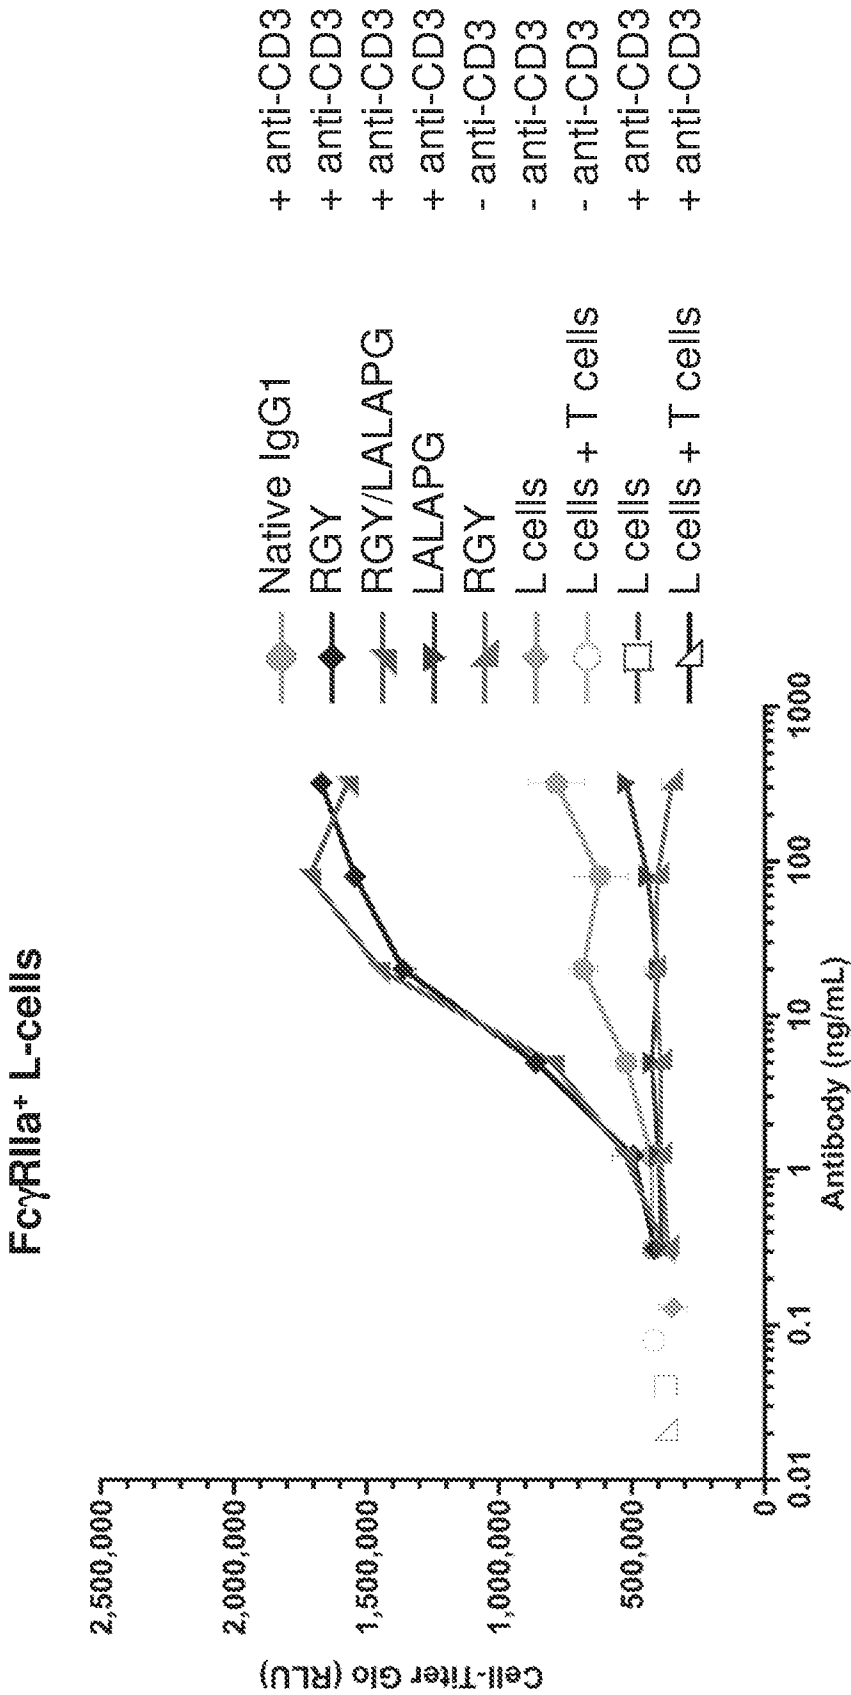 FcγRIIa⁺ L-cells
Cell-Titer Glo (RLU)
2,500,000
2,000,000
1,500,000
1,000,000
500,000
0
0.01
0.1
1
10
100
1000
Antibody (ng/mL)
Native IgG1 + anti-CD3
RGY + anti-CD3
RGY/LALAPG + anti-CD3
LALAPG + anti-CD3
RGY - anti-CD3
L cells - anti-CD3
L cells + T cells - anti-CD3
L cells + anti-CD3
L cells + T cells + anti-CD3